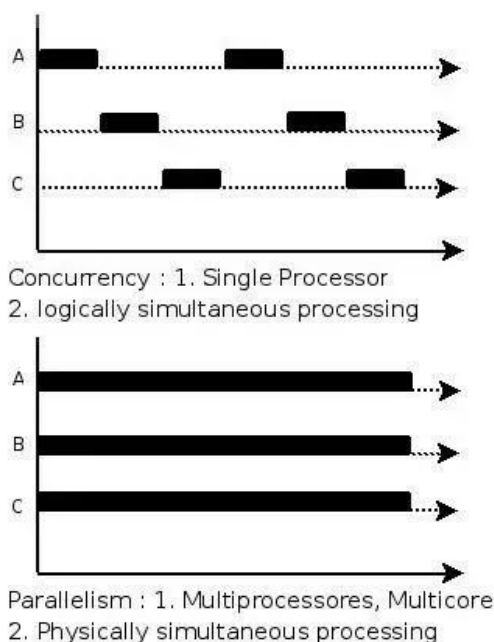 A
B
C
Concurrency : 1. Single Processor
2. logically simultaneous processing
A
B
C
Parallelism : 1. Multiprocessores, Multicore
2. Physically simultaneous processing